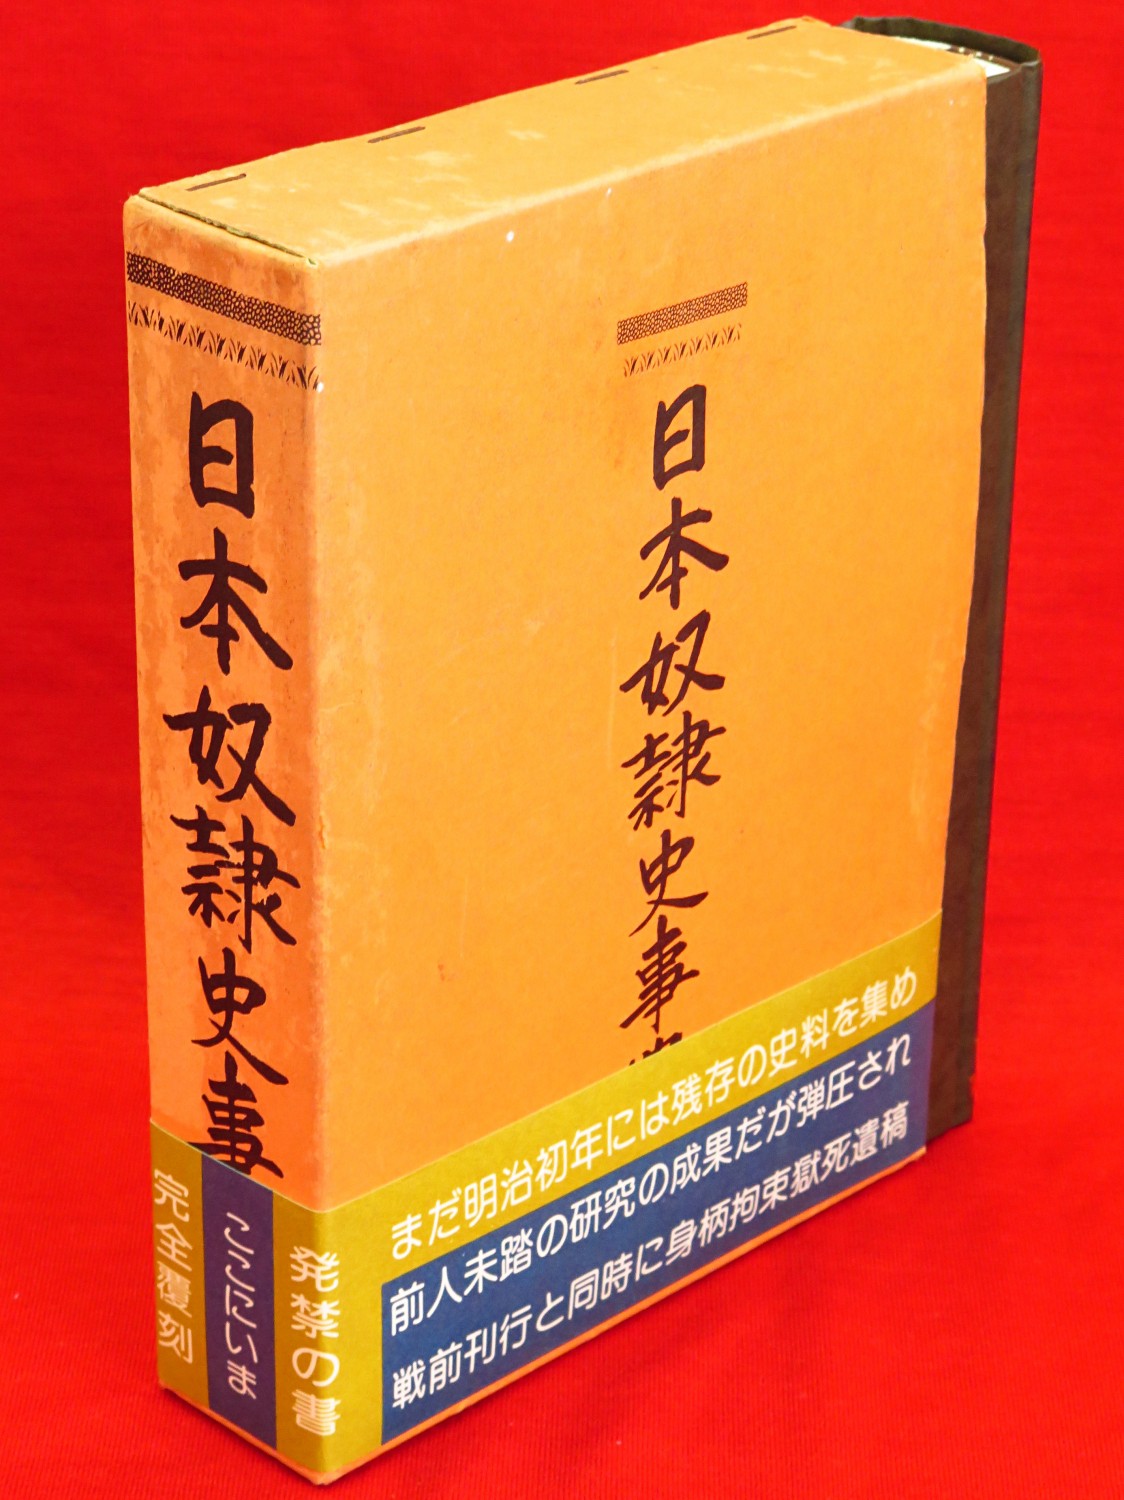 日本奴隷史事
発禁の書
ここにいま
完全覆刻
日本奴隷史事
まだ明治初年には残存の史料を集め
前人未踏の研究の成果だが弾圧され
戦前刊行と同時に身柄拘束獄死遺稿